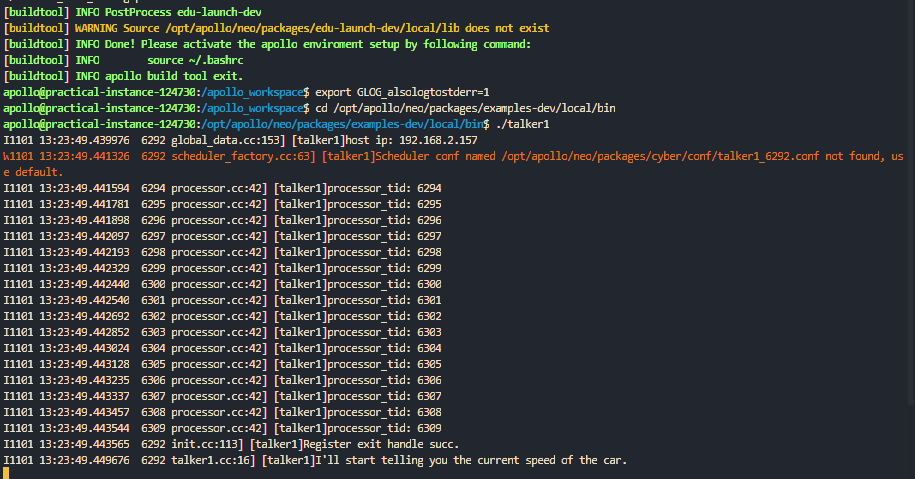 [buildtool] INFO PostProcess edu-launch-dev
[buildtool] WARNING Source /opt/apollo/neo/packages/edu-launch-dev/local/lib does not exist
[buildtool] INFO Done! Please activate the apollo enviroment setup by following command:
[buildtool] INFO       source ~/.bashrc
[buildtool] INFO apollo build tool exit.
apollo@practical-instance-124730:/apollo_workspace$ export GLOG_alsologtostderr=1
apollo@practical-instance-124730:/apollo_workspace$ cd /opt/apollo/neo/packages/examples-dev/local/bin
apollo@practical-instance-124730:/opt/apollo/neo/packages/examples-dev/local/bin$ ./talker1
I1101 13:23:49.439976  6292 global_data.cc:153] [talker1]host ip: 192.168.2.157
W1101 13:23:49.441326  6292 scheduler_factory.cc:63] [talker1]Scheduler conf named /opt/apollo/neo/packages/cyber/conf/talker1_6292.conf not found, us
e default.
I1101 13:23:49.441594  6294 processor.cc:42] [talker1]processor_tid: 6294
I1101 13:23:49.441781  6295 processor.cc:42] [talker1]processor_tid: 6295
I1101 13:23:49.441898  6296 processor.cc:42] [talker1]processor_tid: 6296
I1101 13:23:49.442097  6297 processor.cc:42] [talker1]processor_tid: 6297
I1101 13:23:49.442193  6298 processor.cc:42] [talker1]processor_tid: 6298
I1101 13:23:49.442329  6299 processor.cc:42] [talker1]processor_tid: 6299
I1101 13:23:49.442440  6300 processor.cc:42] [talker1]processor_tid: 6300
I1101 13:23:49.442540  6301 processor.cc:42] [talker1]processor_tid: 6301
I1101 13:23:49.442692  6302 processor.cc:42] [talker1]processor_tid: 6302
I1101 13:23:49.442852  6303 processor.cc:42] [talker1]processor_tid: 6303
I1101 13:23:49.443024  6304 processor.cc:42] [talker1]processor_tid: 6304
I1101 13:23:49.443128  6305 processor.cc:42] [talker1]processor_tid: 6305
I1101 13:23:49.443235  6306 processor.cc:42] [talker1]processor_tid: 6306
I1101 13:23:49.443337  6307 processor.cc:42] [talker1]processor_tid: 6307
I1101 13:23:49.443457  6308 processor.cc:42] [talker1]processor_tid: 6308
I1101 13:23:49.443544  6309 processor.cc:42] [talker1]processor_tid: 6309
I1101 13:23:49.443565  6292 init.cc:113] [talker1]Register exit handle succ.
I1101 13:23:49.449676  6292 talker1.cc:16] [talker1]I'll start telling you the current speed of the car.